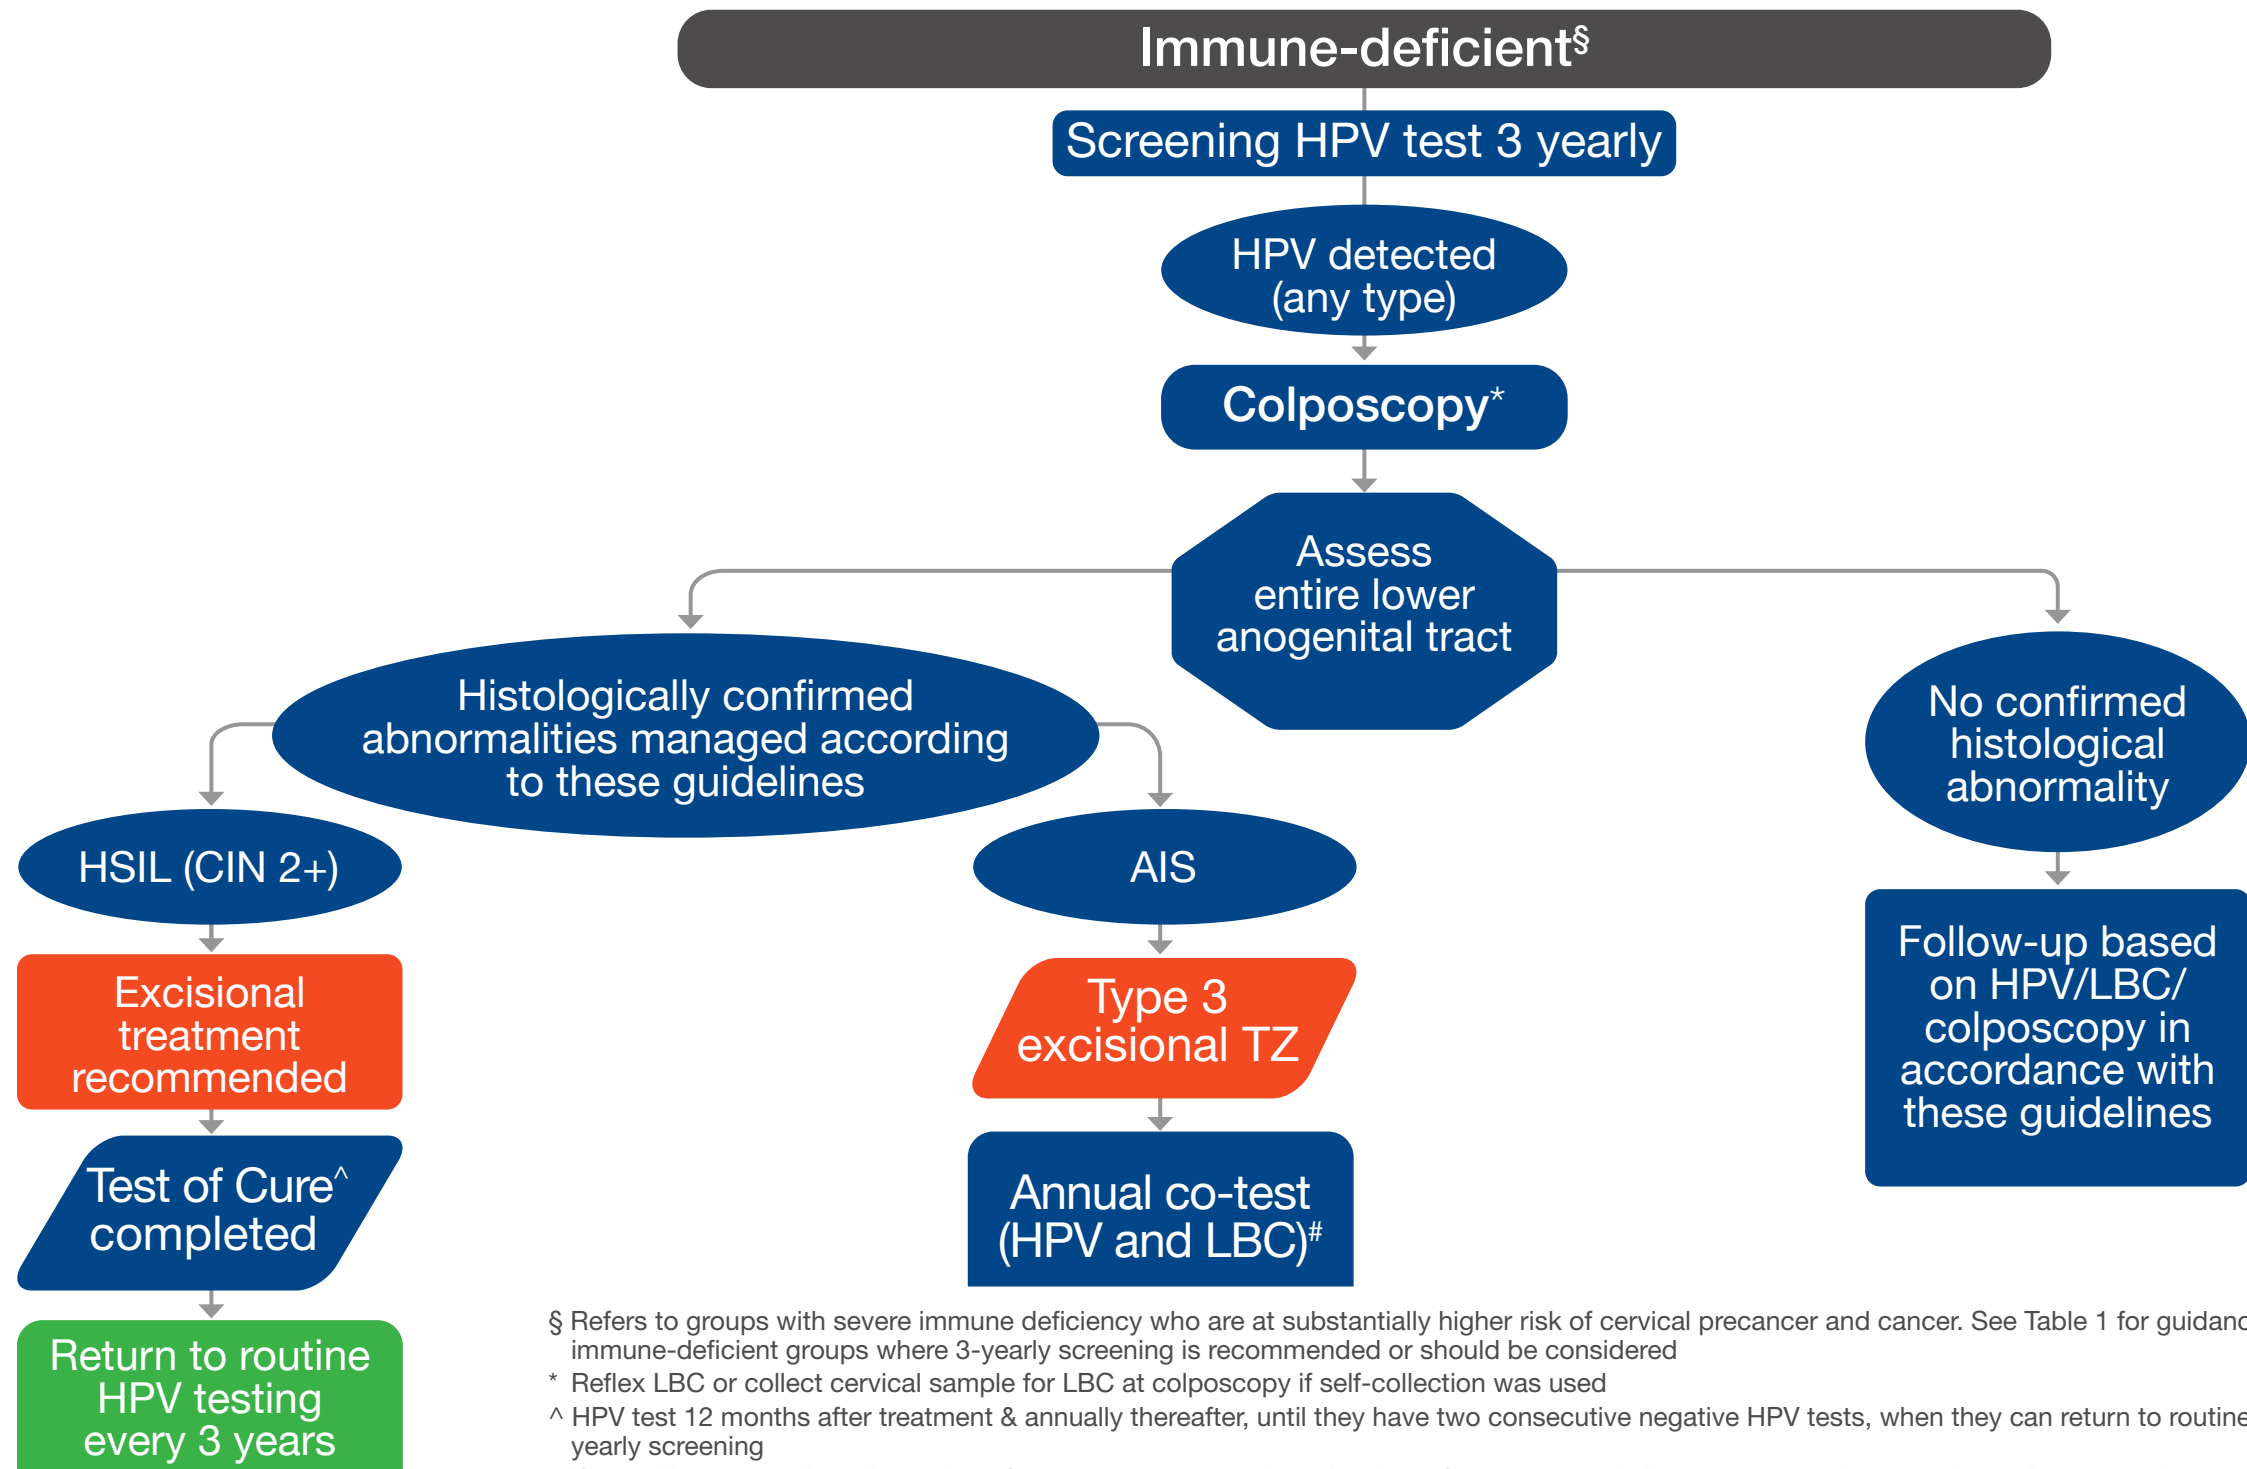 Immune-deficient§
Screening HPV test 3 yearly
HPV detected
(any type)
Colposcopy*
Assess
entire lower
anogenital tract
Histologically confirmed
abnormalities managed according
to these guidelines
No confirmed
histological
abnormality
HSIL (CIN 2+)
AIS
Follow-up based
on HPV/LBC/
colposcopy in
accordance with
these guidelines
Excisional
treatment
recommended
Type 3
excisional TZ
Test of Cure^
completed
Annual co-test
(HPV and LBC)#
Return to routine
HPV testing
every 3 years
§ Refers to groups with severe immune deficiency who are at substantially higher risk of cervical precancer and cancer. See Table 1 for guidanc
immune-deficient groups where 3-yearly screening is recommended or should be considered
* Reflex LBC or collect cervical sample for LBC at colposcopy if self-collection was used
^ HPV test 12 months after treatment & annually thereafter, until they have two consecutive negative HPV tests, when they can return to routine
yearly screening